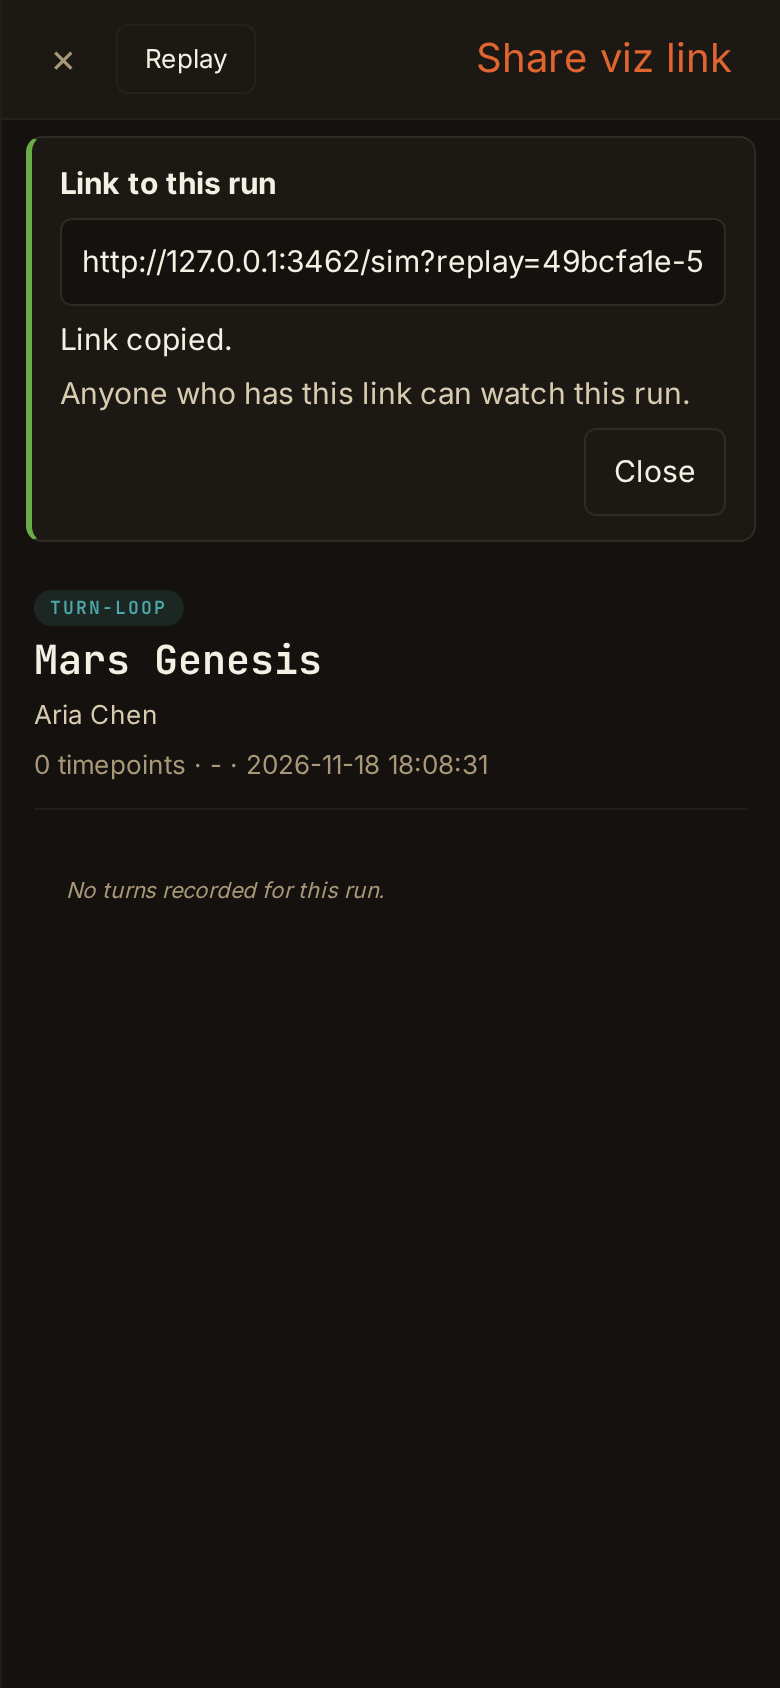 ×
Replay
Share viz link
Link to this run
http://127.0.0.1:3462/sim?replay=49bcfa1e-5
Link copied.
Anyone who has this link can watch this run.
Close
TURN-LOOP
Mars Genesis
Aria Chen
0 timepoints · - · 2026-11-18 18:08:31
No turns recorded for this run.